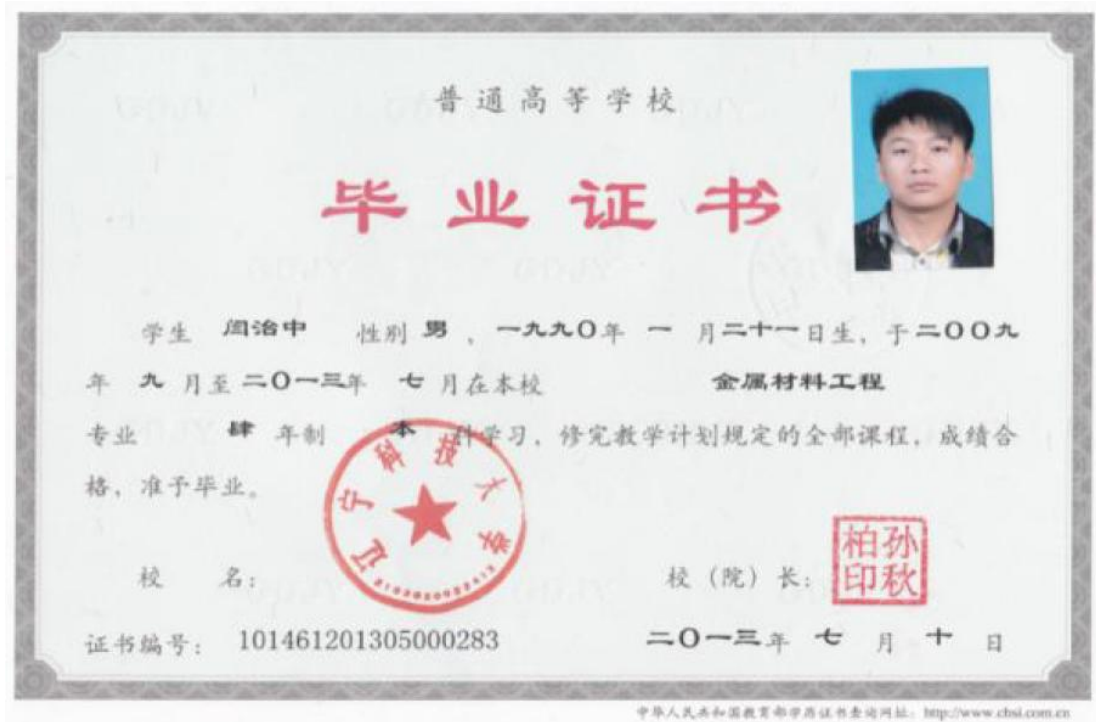 普通高等学校
毕业证书
学生 闫治中 性别 男 ，一九九〇年 一 月二十一日生，于二〇〇九
年 九 月至 二〇一三年 七 月在本校 金属材料工程
专业 肆 年制 本 科学习，修完教学计划规定的全部课程，成绩合
格，准予毕业。
辽宁科技大学
校 名：
校（院）长：
孙秋柏印
证书编号： 101461201305000283
二〇一三年 七 月 十 日
中华人民共和国教育部学历证书查询网址：http://www.chsi.com.cn